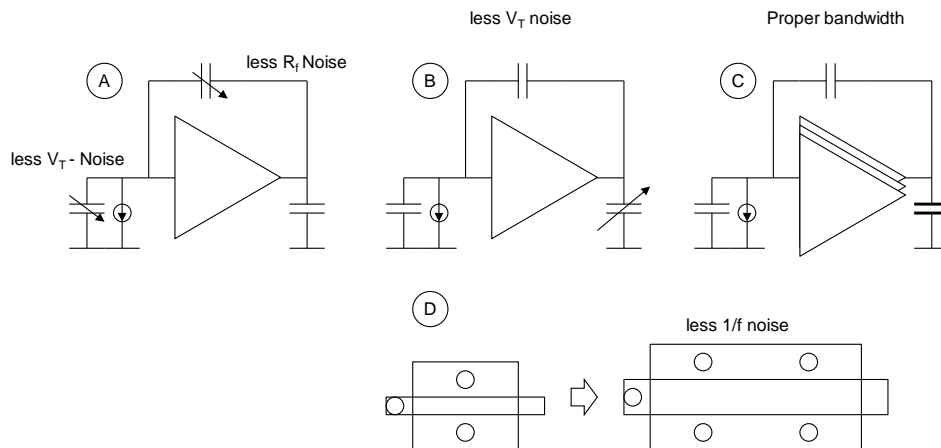 less V_T noise
Proper bandwidth
A
less R_f Noise
B
C
less V_T - Noise
D
less 1/f noise